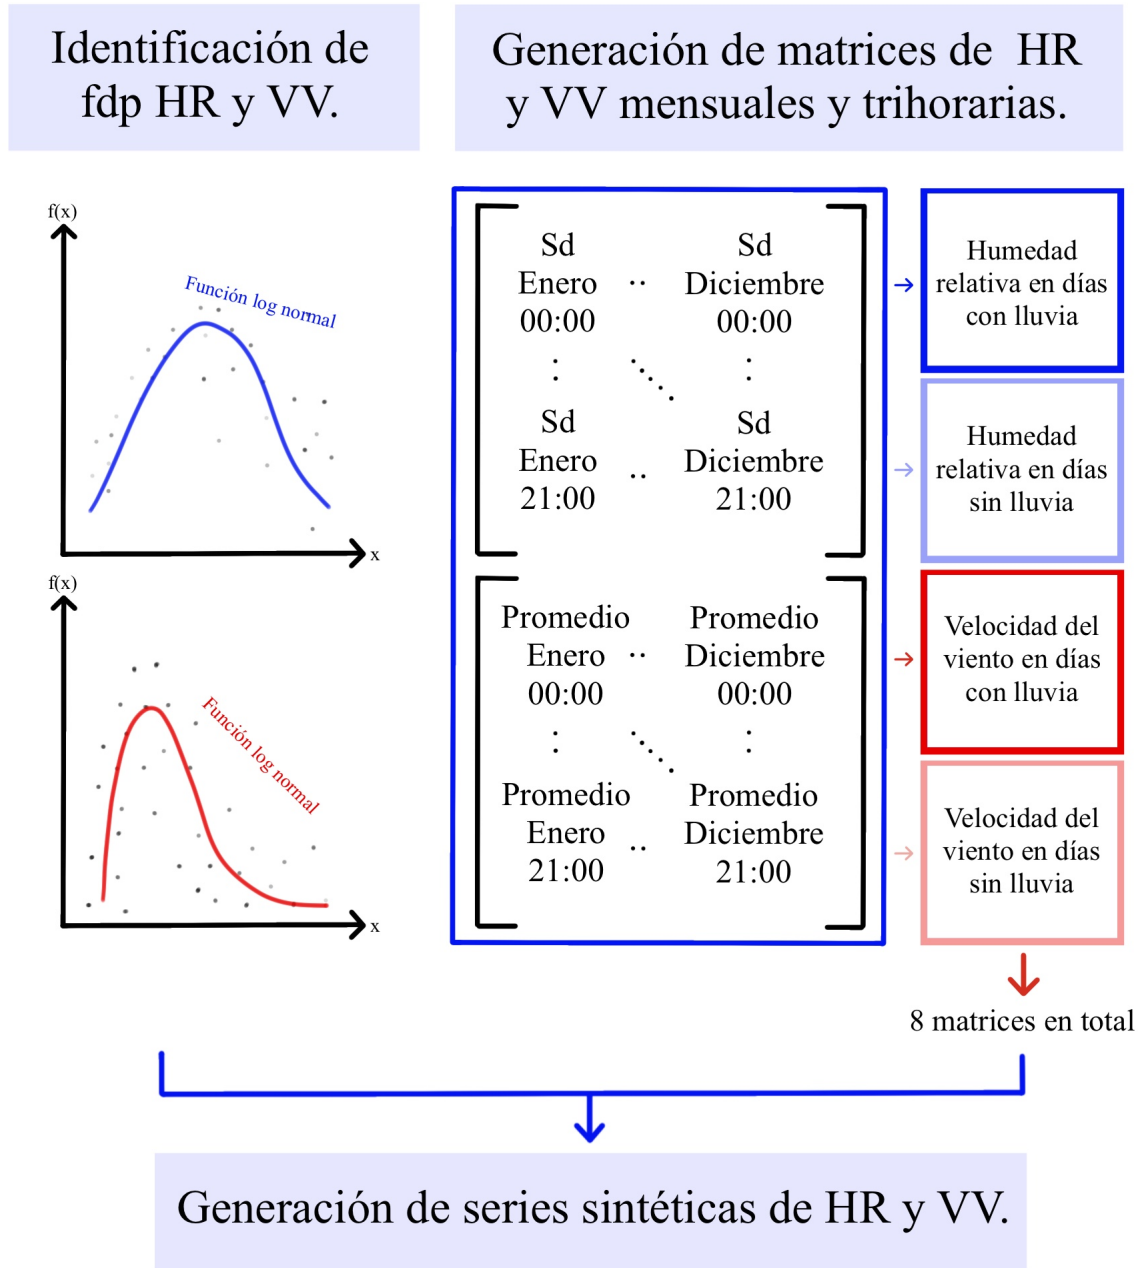 Identificación de
fdp HR y VV.
Generación de matrices de HR
y VV mensuales y trihorarias.
f(x)
Función log normal
x
f(x)
Función log normal
x
Sd
Enero
00:00
..
Sd
Diciembre
00:00
Sd
Enero
21:00
..
Sd
Diciembre
21:00
Promedio
Enero
00:00
..
Promedio
Diciembre
00:00
Promedio
Enero
21:00
..
Promedio
Diciembre
21:00
Humedad
relativa en días
con lluvia
Humedad
relativa en días
sin lluvia
Velocidad del
viento en días
con lluvia
Velocidad del
viento en días
sin lluvia
8 matrices en total
Generación de series sintéticas de HR y VV.